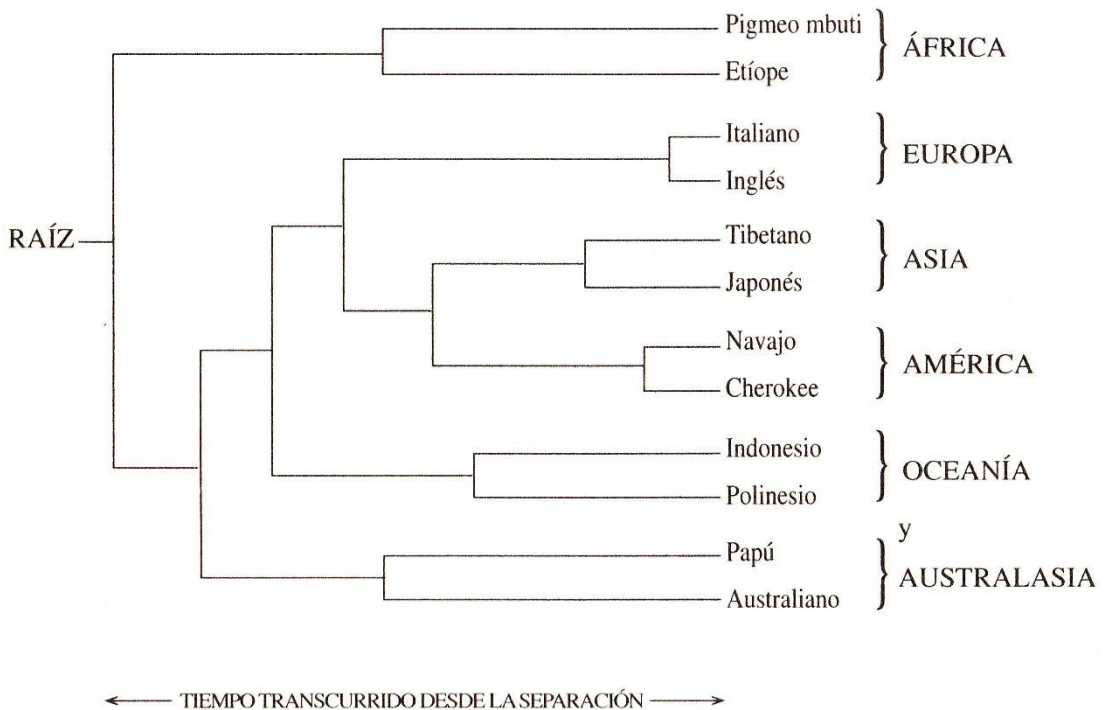 Pigmeo mbuti
Etíope
ÁFRICA
Italiano
Inglés
EUROPA
RAÍZ
Tibetano
Japonés
ASIA
Navajo
Cherokee
AMÉRICA
Indonesio
Polinesio
OCEANÍA
y
Papú
Australiano
AUSTRALASIA
TIEMPO TRANSCURRIDO DESDE LA SEPARACIÓN